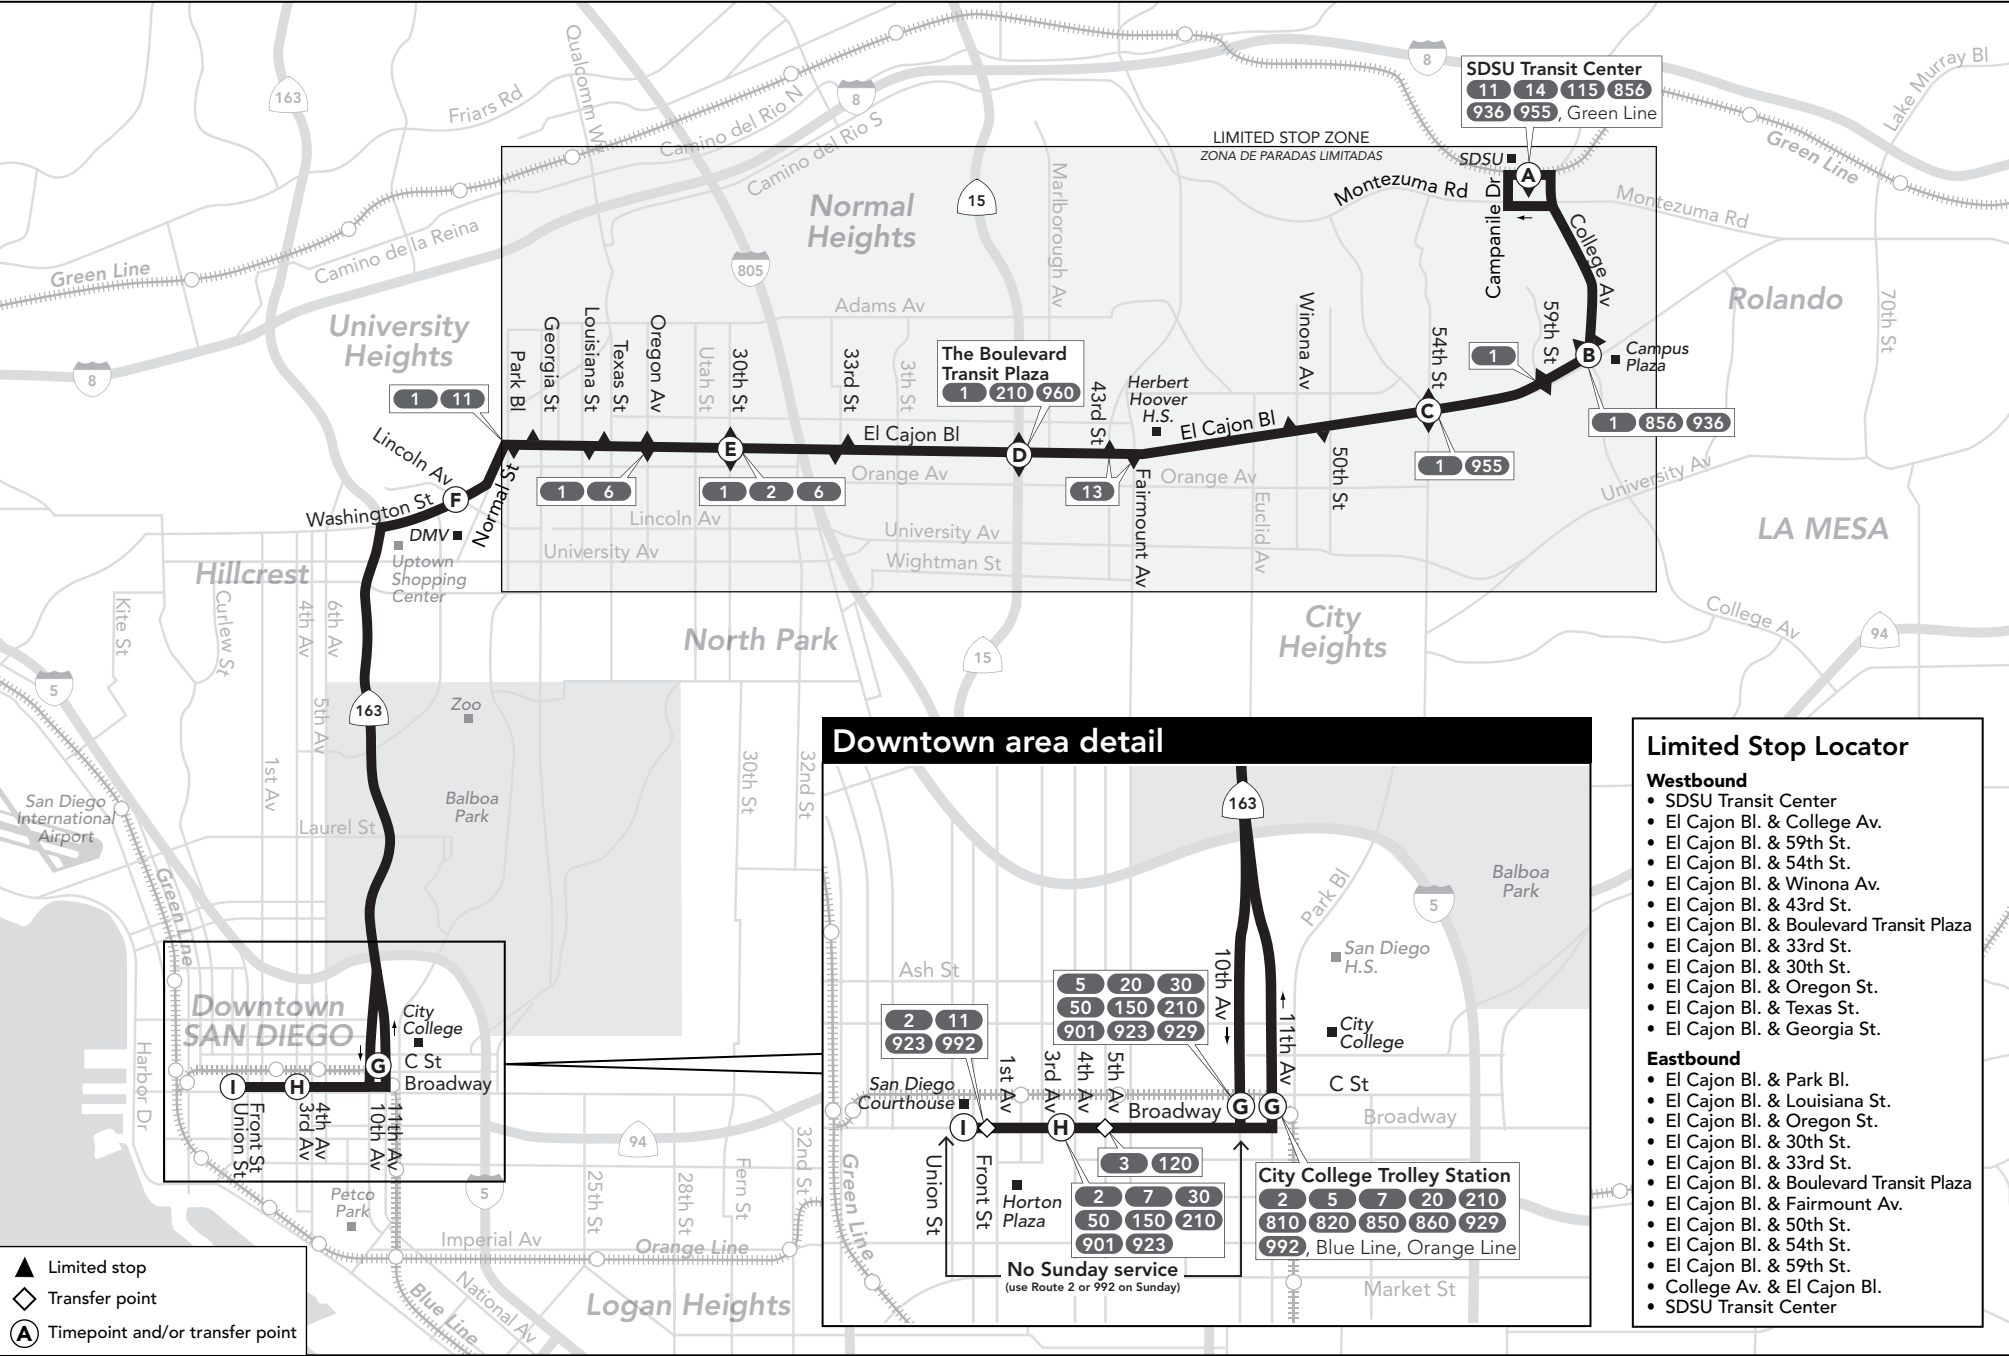 163
Friars Rd
Qualcomm Wy
Camino del Rio N
8
Camino del Rio S
8
SDSU Transit Center
11 14 115 856
936 955, Green Line
Lake Murray Bl
Green Line
LIMITED STOP ZONE
ZONA DE PARADAS LIMITADAS
SDSU
A
Montezuma Rd
Montezuma Rd
Campanile Dr
College Av
Normal
Heights
15
Marlborough Av
805
Camino de la Reina
Green Line
University
Heights
8
Adams Av
Rolando
70th St
Park Bl
Georgia St
Louisiana St
Texas St
Oregon Av
Utah St
30th St
33rd St
3th St
The Boulevard
Transit Plaza
1 210 960
43rd St
Herbert
Hoover
H.S.
Winona Av
54th St
59th St
1
B
Campus
Plaza
1 11
1 856 936
C
Lincoln Av
El Cajon Bl
El Cajon Bl
E
D
Orange Av
Orange Av
1 955
University Av
50th St
Fairmount Av
Euclid Av
13
1 6
1 2 6
F
Normal St
Washington St
DMV
Uptown
Shopping
Center
Lincoln Av
University Av
University Av
Wightman St
LA MESA
Hillcrest
Kite St
Curlew St
4th Av
6th Av
5th Av
1st Av
North Park
15
City
Heights
College Av
94
5
163
Zoo
Balboa
Park
30th St
32nd St
San Diego
International
Airport
Laurel St
Green Line
Downtown
SAN DIEGO
City
College
G
C St
Broadway
I
H
Union St
Front St
3rd Av
4th Av
10th Av
11th Av
Harbor Dr
94
5
Petco
Park
25th St
28th St
Fern St
32nd St
Imperial Av
Orange Line
Blue Line
National Av
Logan Heights
Limited stop
Transfer point
A Timepoint and/or transfer point
Downtown area detail
163
Balboa
Park
Park Bl
5
San Diego
H.S.
Ash St
10th Av
11th Av
City
College
5 20 30
50 150 210
901 923 929
2 11
923 992
1st Av
3rd Av
4th Av
5th Av
San Diego
Courthouse
C St
Broadway
Broadway
G
G
I
H
Green Line
Union St
Front St
Horton
Plaza
3 120
2 7 30
50 150 210
901 923
City College Trolley Station
2 5 7 20 210
810 820 850 860 929
992, Blue Line, Orange Line
No Sunday service
(use Route 2 or 992 on Sunday)
Market St
Limited Stop Locator
Westbound
• SDSU Transit Center
• El Cajon Bl. & College Av.
• El Cajon Bl. & 59th St.
• El Cajon Bl. & 54th St.
• El Cajon Bl. & Winona Av.
• El Cajon Bl. & 43rd St.
• El Cajon Bl. & Boulevard Transit Plaza
• El Cajon Bl. & 33rd St.
• El Cajon Bl. & 30th St.
• El Cajon Bl. & Oregon St.
• El Cajon Bl. & Texas St.
• El Cajon Bl. & Georgia St.
Eastbound
• El Cajon Bl. & Park Bl.
• El Cajon Bl. & Louisiana St.
• El Cajon Bl. & Oregon St.
• El Cajon Bl. & 30th St.
• El Cajon Bl. & 33rd St.
• El Cajon Bl. & Boulevard Transit Plaza
• El Cajon Bl. & Fairmount Av.
• El Cajon Bl. & 50th St.
• El Cajon Bl. & 54th St.
• El Cajon Bl. & 59th St.
• College Av. & El Cajon Bl.
• SDSU Transit Center